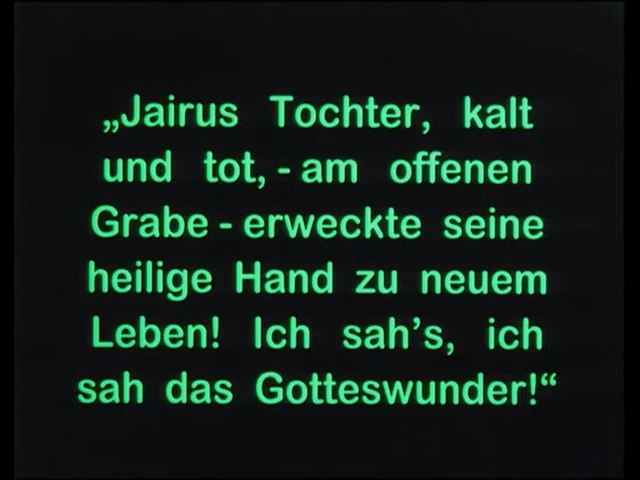 „Jairus Tochter, kalt
und tot, - am offenen
Grabe - erweckte seine
heilige Hand zu neuem
Leben! Ich sah’s, ich
sah das Gotteswunder!“